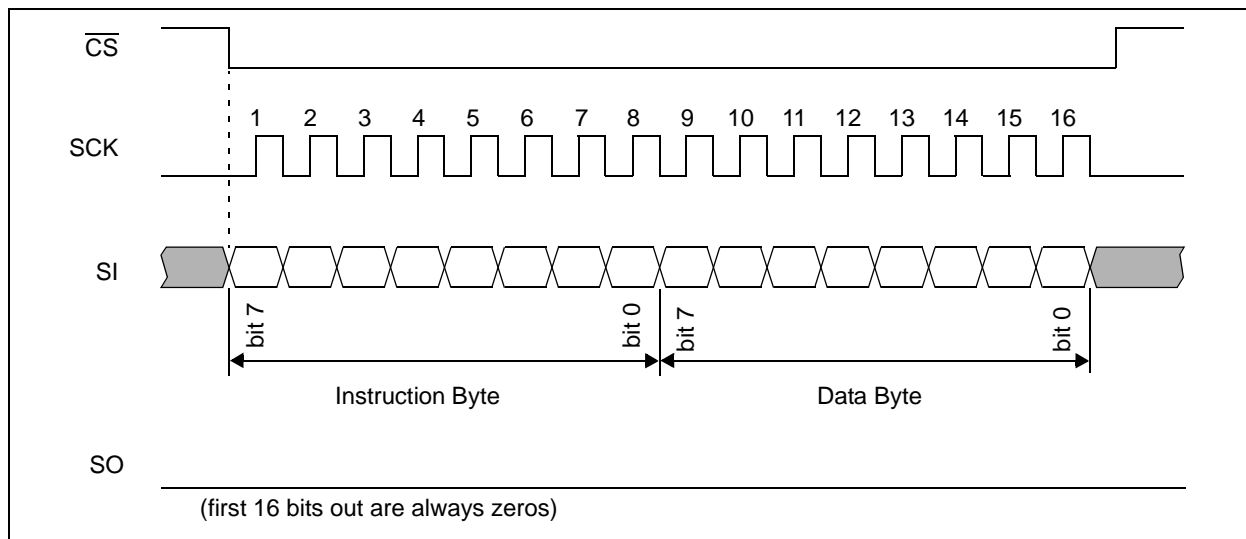 CS
1 2 3 4 5 6 7 8 9 10 11 12 13 14 15 16
SCK
SI
bit 7 bit 0 bit 7 bit 0
Instruction Byte Data Byte
SO
(first 16 bits out are always zeros)